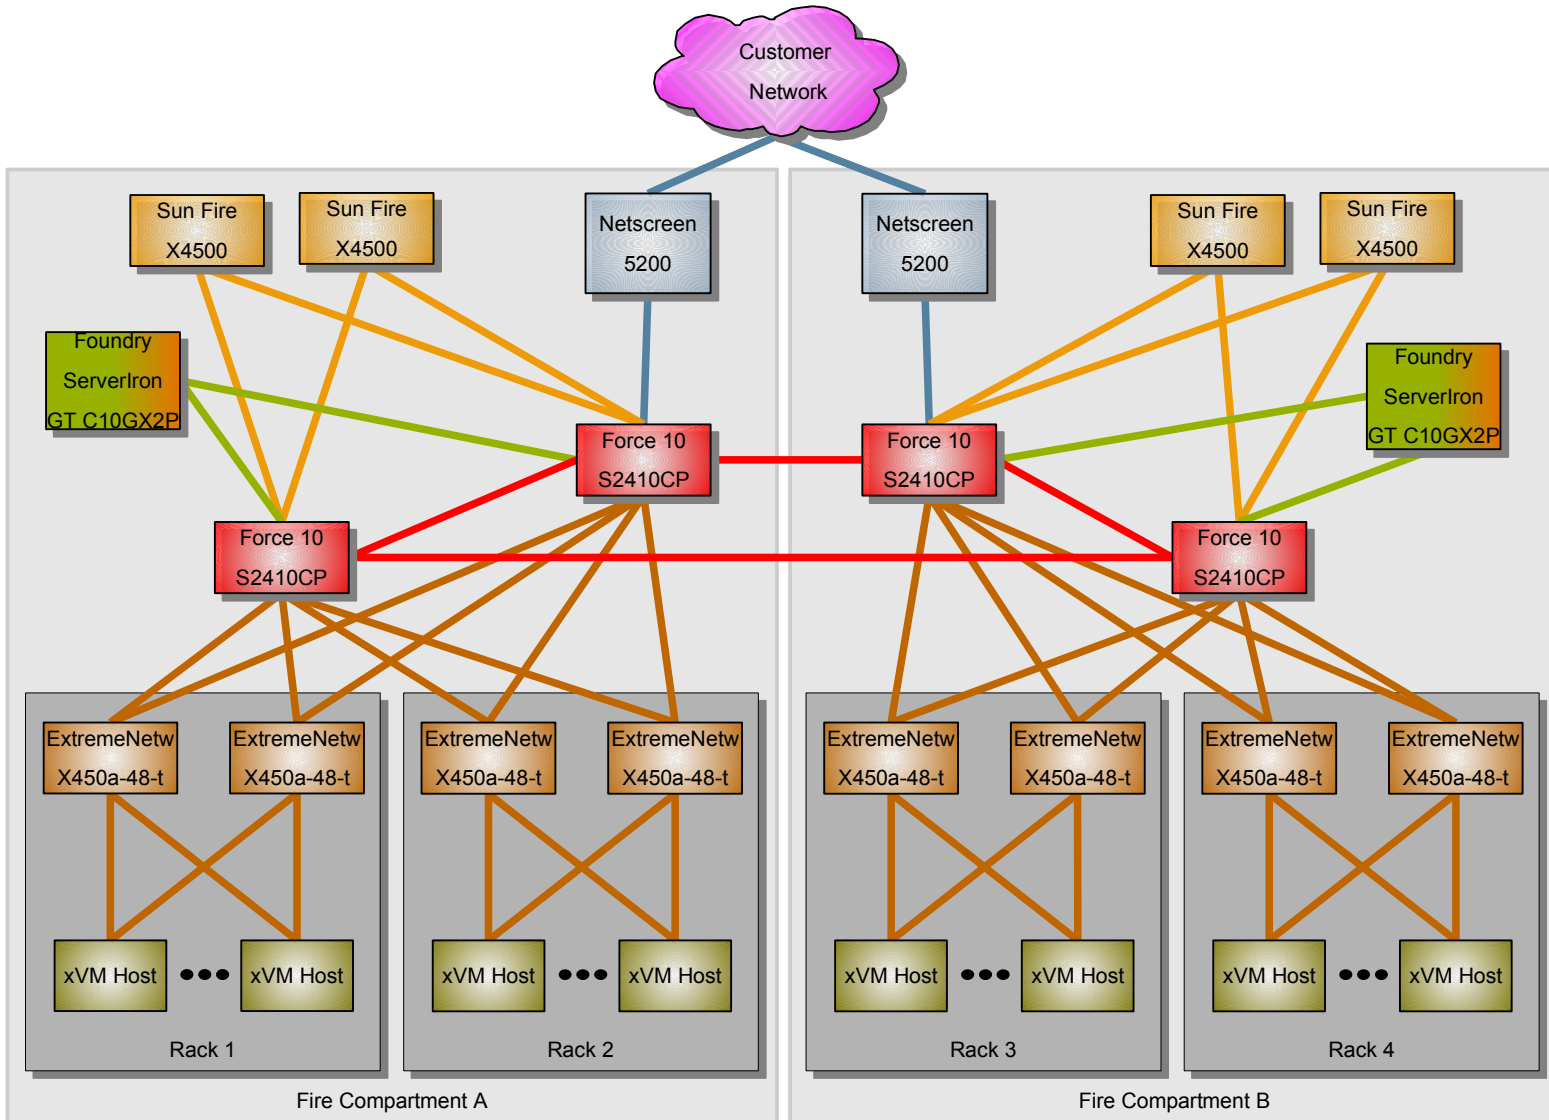 Customer
Network
Sun Fire
X4500
Sun Fire
X4500
Netscreen
5200
Netscreen
5200
Sun Fire
X4500
Sun Fire
X4500
Foundry
ServerIron
GT C10GX2P
Foundry
ServerIron
GT C10GX2P
Force 10
S2410CP
Force 10
S2410CP
Force 10
S2410CP
Force 10
S2410CP
ExtremeNetw
X450a-48-t
ExtremeNetw
X450a-48-t
ExtremeNetw
X450a-48-t
ExtremeNetw
X450a-48-t
ExtremeNetw
X450a-48-t
ExtremeNetw
X450a-48-t
ExtremeNetw
X450a-48-t
ExtremeNetw
X450a-48-t
xVM Host
xVM Host
xVM Host
xVM Host
xVM Host
xVM Host
xVM Host
xVM Host
Rack 1
Rack 2
Rack 3
Rack 4
Fire Compartment A
Fire Compartment B